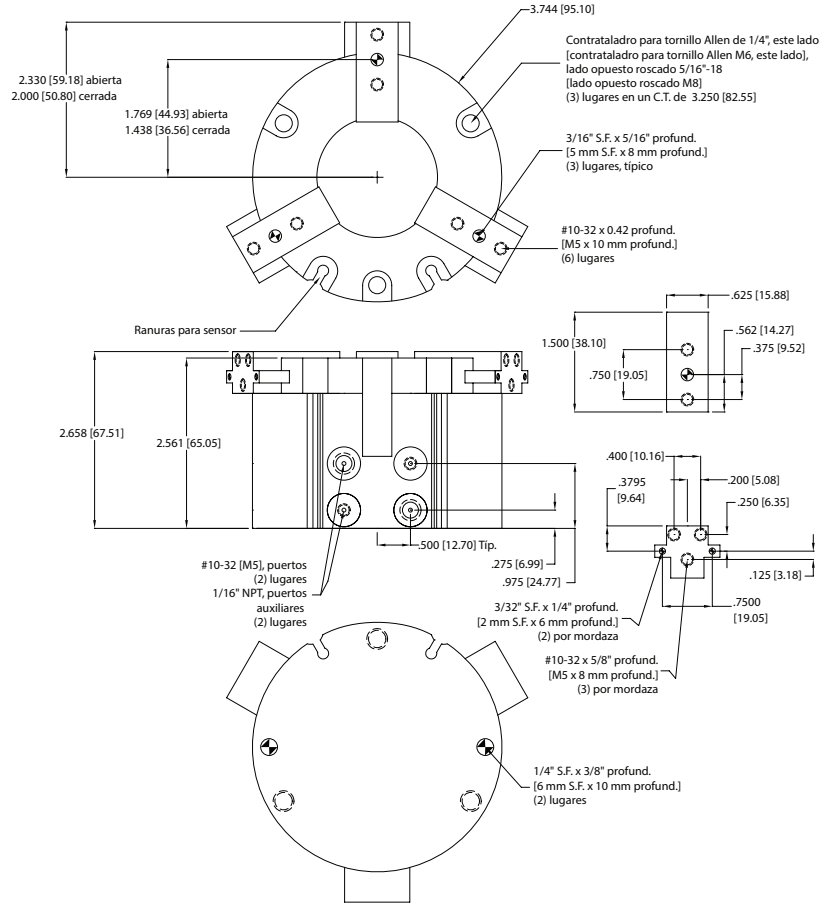 3.744 [95.10]
2.330 [59.18] abierta
2.000 [50.80] cerrada
1.769 [44.93] abierta
1.438 [36.56] cerrada
Contrataladro para tornillo Allen de 1/4", este lado
[contrataladro para tornillo Allen M6, este lado],
lado opuesto roscado 5/16"-18
[lado opuesto roscado M8]
(3) lugares en un C.T. de 3.250 [82.55]
3/16" S.F. x 5/16" profund.
[5 mm S.F. x 8 mm profund.]
(3) lugares, típico
#10-32 x 0.42 profund.
[M5 x 10 mm profund.]
(6) lugares
Ranuras para sensor
.625 [15.88]
1.500 [38.10]
.562 [14.27]
.375 [9.52]
.750 [19.05]
2.658 [67.51]
2.561 [65.05]
.400 [10.16]
.3795
[9.64]
.200 [5.08]
.250 [6.35]
.500 [12.70] Típ.
.275 [6.99]
.975 [24.77]
.125 [3.18]
.7500
[19.05]
#10-32 [M5], puertos
(2) lugares
1/16" NPT, puertos
auxiliares
(2) lugares
3/32" S.F. x 1/4" profund.
[2 mm S.F. x 6 mm profund.]
(2) por mordaza
#10-32 x 5/8" profund.
[M5 x 8 mm profund.]
(3) por mordaza
1/4" S.F. x 3/8" profund.
[6 mm S.F. x 10 mm profund.]
(2) lugares